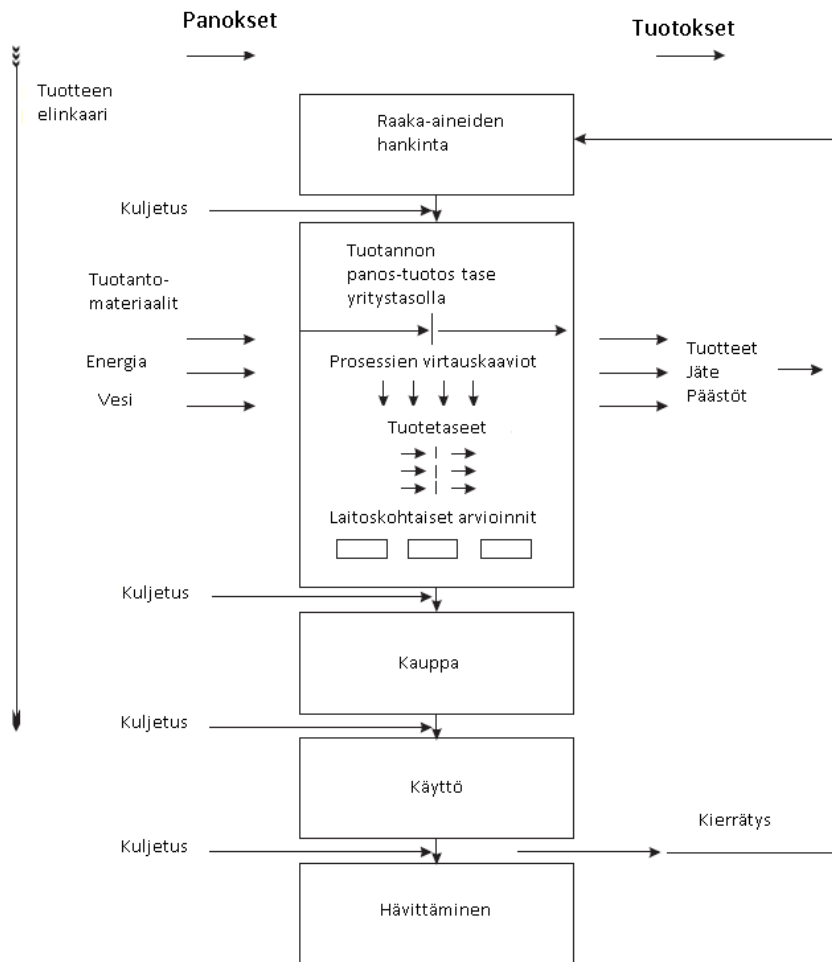 Panokset
Tuotokset
Tuotteen
elinkaari
Raaka-aineiden
hankinta
Kuljetus
Tuotannon
panos-tuotos tase
yritystasolla
Tuotanto-
materiaalit
Energia
Vesi
Prosessien virtauskaaviot
Tuotteet
Jäte
Päästöt
Tuotetaseet
Laitoskohtaiset arvioinnit
Kuljetus
Kauppa
Kuljetus
Käyttö
Kierrätys
Kuljetus
Hävittäminen